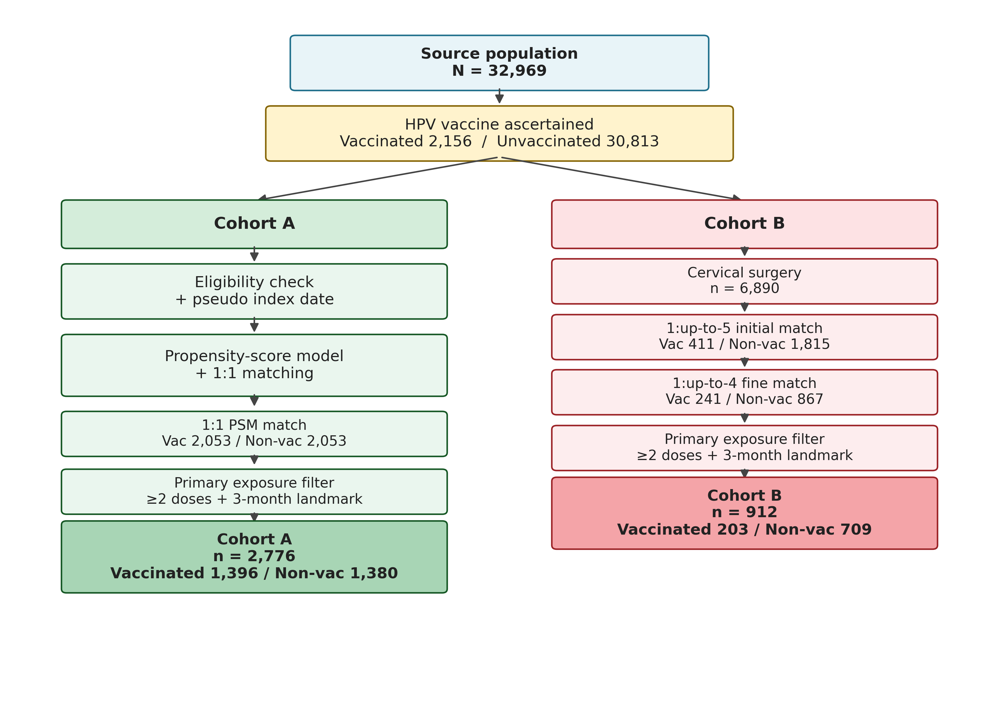 Source population
N = 32,969
HPV vaccine ascertained
Vaccinated 2,156 / Unvaccinated 30,813
Cohort A
Eligibility check
+ pseudo index date
Propensity-score model
+ 1:1 matching
1:1 PSM match
Vac 2,053 / Non-vac 2,053
Primary exposure filter
≥2 doses + 3-month landmark
Cohort A
n = 2,776
Vaccinated 1,396 / Non-vac 1,380
Cohort B
Cervical surgery
n = 6,890
1:up-to-5 initial match
Vac 411 / Non-vac 1,815
1:up-to-4 fine match
Vac 241 / Non-vac 867
Primary exposure filter
≥2 doses + 3-month landmark
Cohort B
n = 912
Vaccinated 203 / Non-vac 709